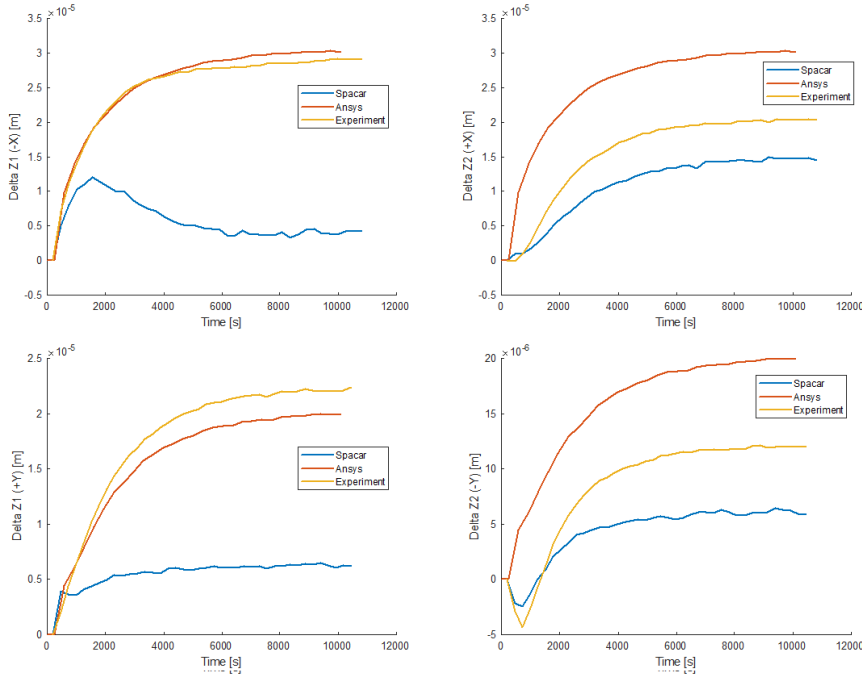 ×10⁻⁵
3.5
3
2.5
2
1.5
1
0.5
0
-0.5
Delta Z1 (-X) [m]
Spacar
Ansys
Experiment
0 2000 4000 6000 8000 10000 12000
Time [s]
×10⁻⁵
3.5
3
2.5
2
1.5
1
0.5
0
-0.5
Delta Z2 (+X) [m]
Spacar
Ansys
Experiment
0 2000 4000 6000 8000 10000 12000
Time [s]
×10⁻⁵
2.5
2
1.5
1
0.5
0
Delta Z1 (+Y) [m]
Spacar
Ansys
Experiment
0 2000 4000 6000 8000 10000 12000
Time [s]
×10⁻⁶
20
15
10
5
0
-5
Delta Z2 (-Y) [m]
Spacar
Ansys
Experiment
0 2000 4000 6000 8000 10000 12000
Time [s]